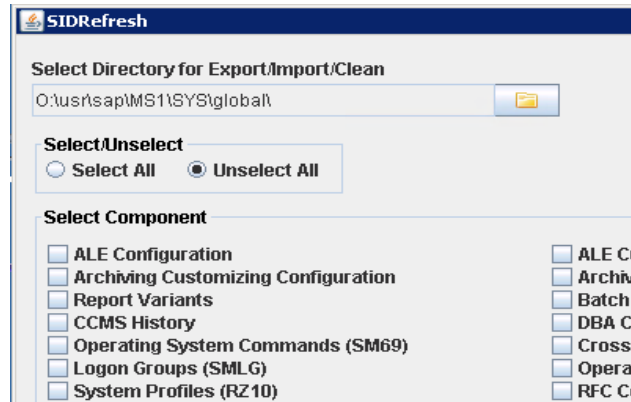 SIDRefresh
Select Directory for Export/Import/Clean
O:\usr\sap\MS1\SYS\global\
Select/Unselect
Select All Unselect All
Select Component
ALE Configuration ALE
Archiving Customizing Configuration
Report Variants Batch
CCMS History DBA
Operating System Commands (SM69) Cross
Logon Groups (SMLG)
System Profiles (RZ10) RFC